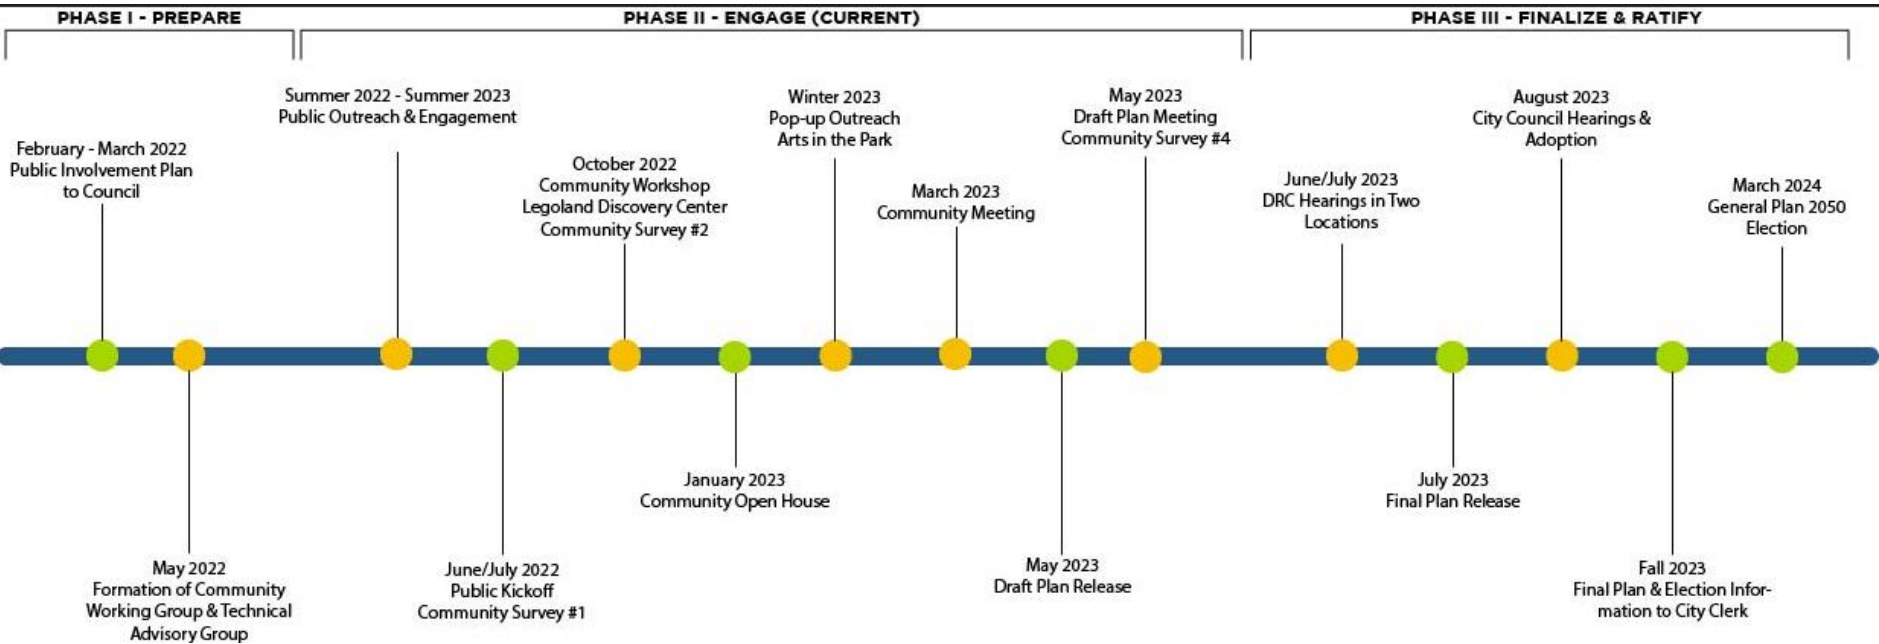 PHASE I - PREPARE
PHASE II - ENGAGE (CURRENT)
PHASE III - FINALIZE & RATIFY
February - March 2022
Public Involvement Plan
to Council
May 2022
Formation of Community
Working Group & Technical
Advisory Group
Summer 2022 - Summer 2023
Public Outreach & Engagement
June/July 2022
Public Kickoff
Community Survey #1
October 2022
Community Workshop
Legoland Discovery Center
Community Survey #2
January 2023
Community Open House
Winter 2023
Pop-up Outreach
Arts in the Park
March 2023
Community Meeting
May 2023
Draft Plan Release
May 2023
Draft Plan Meeting
Community Survey #4
June/July 2023
DRC Hearings in Two
Locations
July 2023
Final Plan Release
August 2023
City Council Hearings &
Adoption
Fall 2023
Final Plan & Election Infor-
mation to City Clerk
March 2024
General Plan 2050
Election